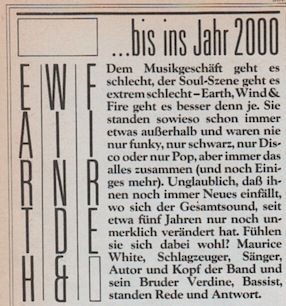 EARTH
WIND &
FIRE
...bis ins Jahr 2000
Dem Musikgeschäft geht es
schlecht, der Soul-Szene geht es
extrem schlecht – Earth, Wind &
Fire geht es besser denn je. Sie
standen sowieso schon immer
etwas außerhalb und waren nie
nur funky, nur schwarz, nur Dis-
co oder nur Pop, aber immer das
alles zusammen (und noch Eini-
ges mehr). Unglaublich, daß ih-
nen noch immer Neues einfällt,
wo sich der Gesamtsound, seit
etwa fünf Jahren nur noch un-
merklich verändert hat. Fühlen
sie sich dabei wohl? Maurice
White, Schlagzeuger, Sänger,
Autor und Kopf der Band und
sein Bruder Verdine, Bassist,
standen Rede und Antwort.